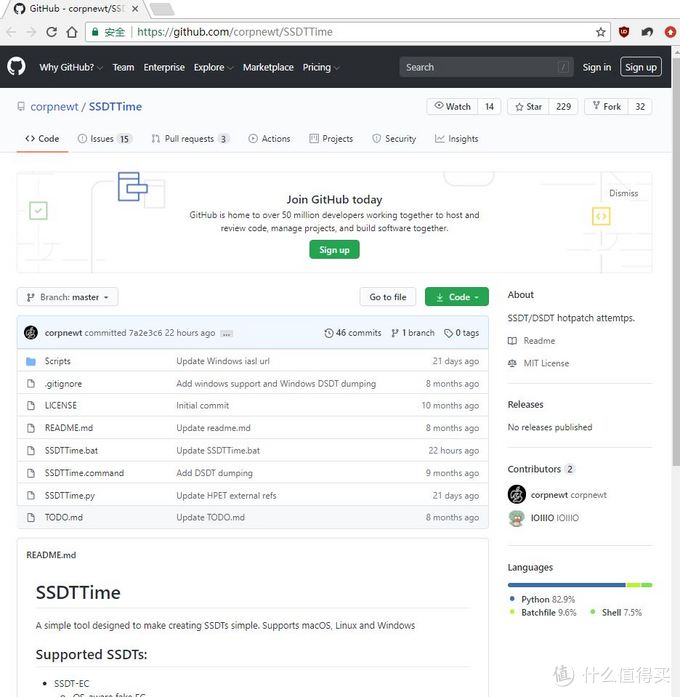 GitHub - corpnewt/SSD
安全 https://github.com/corpnewt/SSDTTime
Why GitHub? Team Enterprise Explore Marketplace Pricing Search / Sign in Sign up
corpnewt / SSDTTime Watch 14 Star 229 Fork 32
Code Issues 15 Pull requests 3 Actions Projects Security Insights
Join GitHub today
Dismiss
GitHub is home to over 50 million developers working together to host and
review code, manage projects, and build software together.
Sign up
Branch: master Go to file Code
corpnewt committed 7a2e3c6 22 hours ago ... 46 commits 1 branch 0 tags
Scripts Update Windows iasl url 21 days ago
.gitignore Add windows support and Windows DSDT dumping 8 months ago
LICENSE Initial commit 10 months ago
README.md Update readme.md 8 months ago
SSDTTime.bat Update SSDTTime.bat 22 hours ago
SSDTTime.command Add DSDT dumping 9 months ago
SSDTTime.py Update HPET external refs 21 days ago
TODO.md Update TODO.md 8 months ago
README.md
SSDTTime
A simple tool designed to make creating SSDTs simple. Supports macOS, Linux and Windows
Supported SSDTs:
SSDT-EC
OS-aware fake EC
About
SSDT/DSDT hotpatch attemtps.
Readme
MIT License
Releases
No releases published
Contributors 2
corpnewt corpnewt
IOIIIO IOIIIO
Languages
Python 82.9%
Batchfile 9.6% Shell 7.5%
值 什么值得买